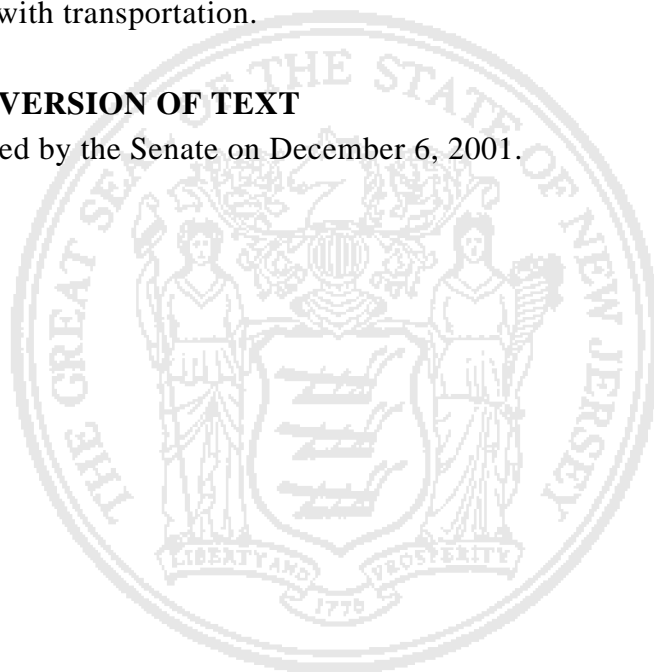 with transportation.
VERSION OF TEXT
ed by the Senate on December 6, 2001.
THE GREAT SEAL OF THE STATE OF NEW JERSEY
LIBERTY AND PROSPERITY
1776